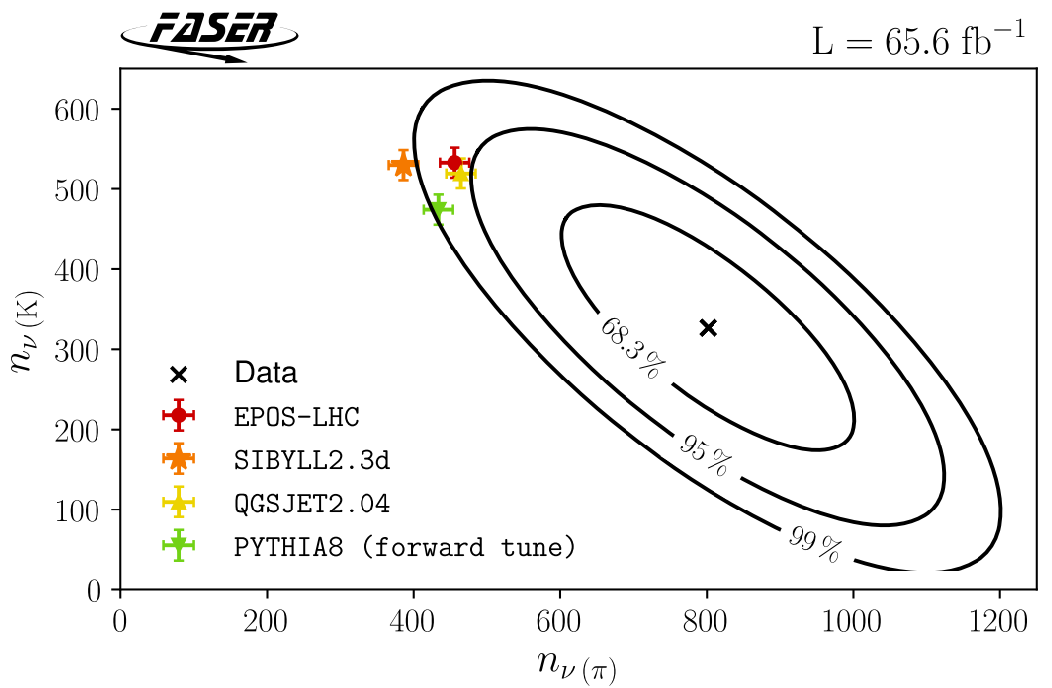 FASER
L = 65.6 fb⁻¹
600
500
400
300
200
100
0
n_ν (K)
68.3 %
95 %
99 %
Data
EPOS-LHC
SIBYLL2.3d
QGSJET2.04
PYTHIA8 (forward tune)
0 200 400 600 800 1000 1200
n_ν (π)